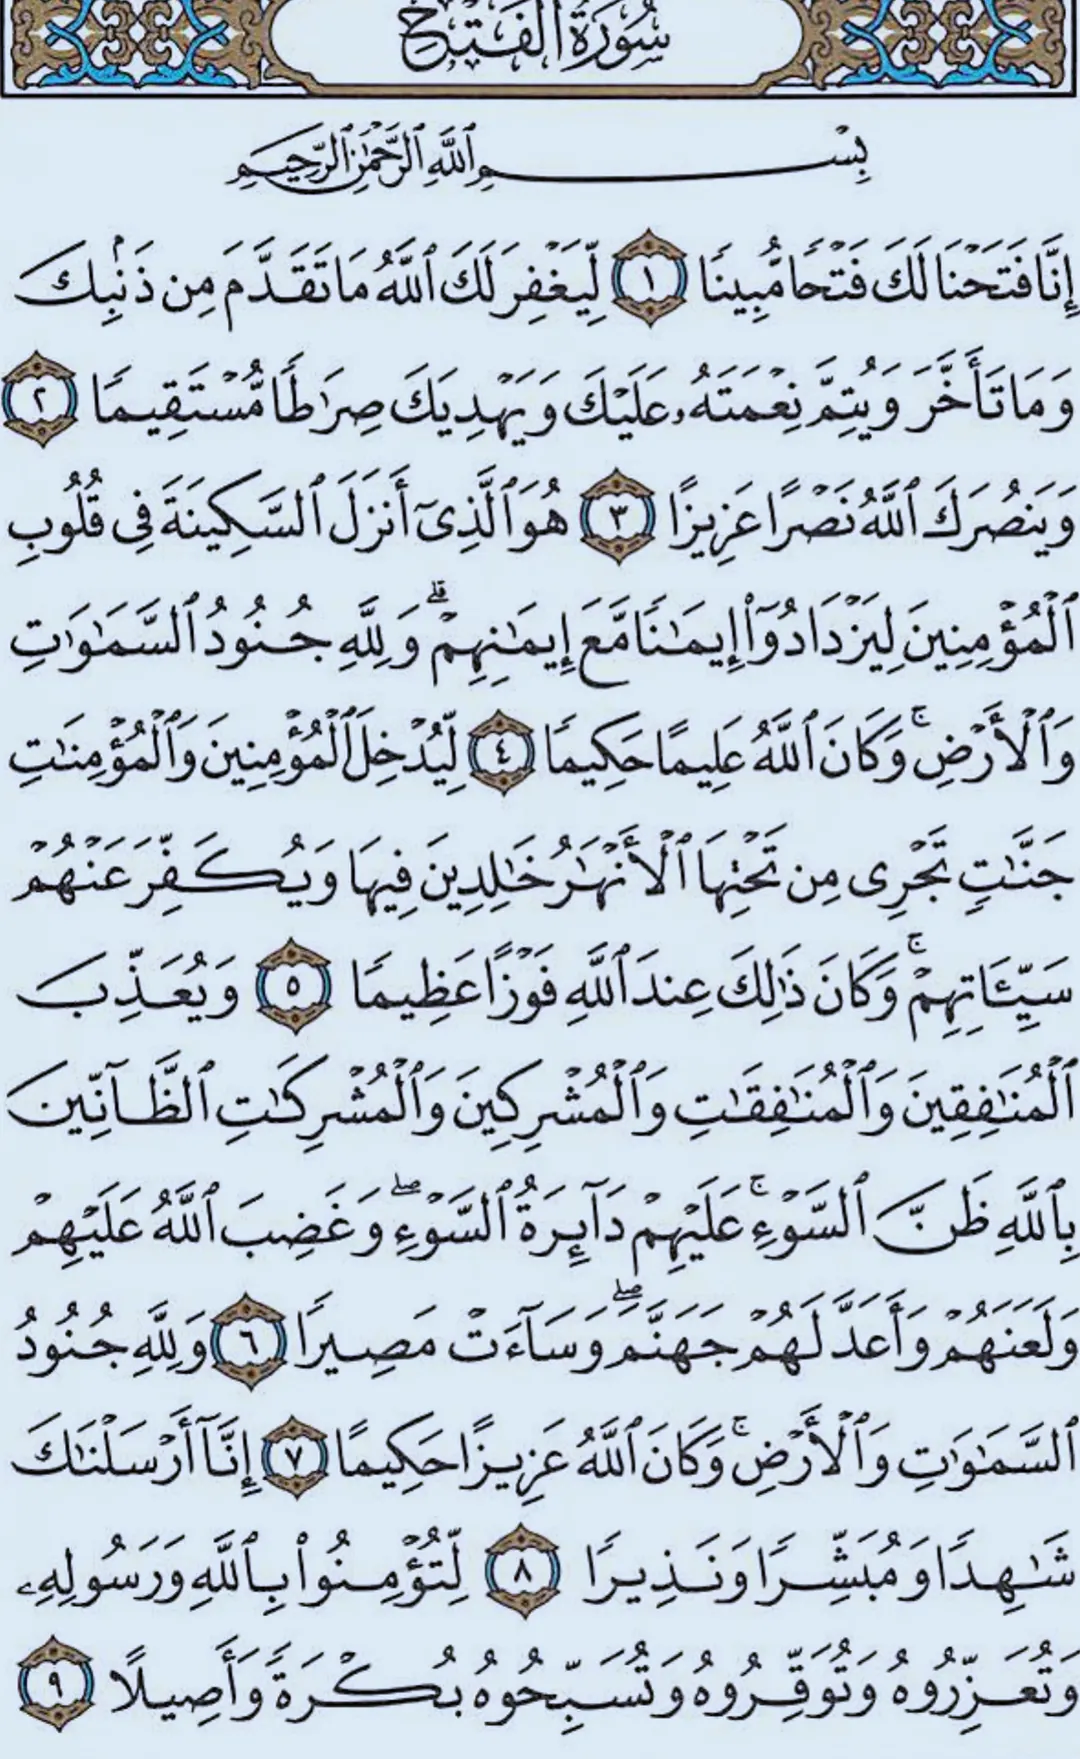 سُورَةُ الْفَتْحِ
بِسْمِ ٱللَّهِ ٱلرَّحْمَٰنِ ٱلرَّحِيمِ
إِنَّا فَتَحْنَا لَكَ فَتْحًا مُّبِينًا ١ لِّيَغْفِرَ لَكَ ٱللَّهُ مَا تَقَدَّمَ مِن ذَنۢبِكَ
وَمَا تَأَخَّرَ وَيُتِمَّ نِعْمَتَهُۥ عَلَيْكَ وَيَهْدِيَكَ صِرَٰطًا مُّسْتَقِيمًا ٢
وَيَنصُرَكَ ٱللَّهُ نَصْرًا عَزِيزًا ٣ هُوَ ٱلَّذِىٓ أَنزَلَ ٱلسَّكِينَةَ فِى قُلُوبِ
ٱلْمُؤْمِنِينَ لِيَزْدَادُوٓا۟ إِيمَٰنًا مَّعَ إِيمَٰنِهِمْ ۗ وَلِلَّهِ جُنُودُ ٱلسَّمَٰوَٰتِ
وَٱلْأَرْضِ ۚ وَكَانَ ٱللَّهُ عَلِيمًا حَكِيمًا ٤ لِّيُدْخِلَ ٱلْمُؤْمِنِينَ وَٱلْمُؤْمِنَٰتِ
جَنَّٰتٍ تَجْرِى مِن تَحْتِهَا ٱلْأَنْهَٰرُ خَٰلِدِينَ فِيهَا وَيُكَفِّرَ عَنْهُمْ
سَيِّـَٔاتِهِمْ ۚ وَكَانَ ذَٰلِكَ عِندَ ٱللَّهِ فَوْزًا عَظِيمًا ٥ وَيُعَذِّبَ
ٱلْمُنَٰفِقِينَ وَٱلْمُنَٰفِقَٰتِ وَٱلْمُشْرِكِينَ وَٱلْمُشْرِكَٰتِ ٱلظَّآنِّينَ
بِٱللَّهِ ظَنَّ ٱلسَّوْءِ ۚ عَلَيْهِمْ دَآئِرَةُ ٱلسَّوْءِ ۖ وَغَضِبَ ٱللَّهُ عَلَيْهِمْ
وَلَعَنَهُمْ وَأَعَدَّ لَهُمْ جَهَنَّمَ ۖ وَسَآءَتْ مَصِيرًا ٦ وَلِلَّهِ جُنُودُ
ٱلسَّمَٰوَٰتِ وَٱلْأَرْضِ ۚ وَكَانَ ٱللَّهُ عَزِيزًا حَكِيمًا ٧ إِنَّآ أَرْسَلْنَٰكَ
شَٰهِدًا وَمُبَشِّرًا وَنَذِيرًا ٨ لِّتُؤْمِنُوا۟ بِٱللَّهِ وَرَسُولِهِۦ
وَتُعَزِّرُوهُ وَتُوَقِّرُوهُ وَتُسَبِّحُوهُ بُكْرَةً وَأَصِيلًا ٩